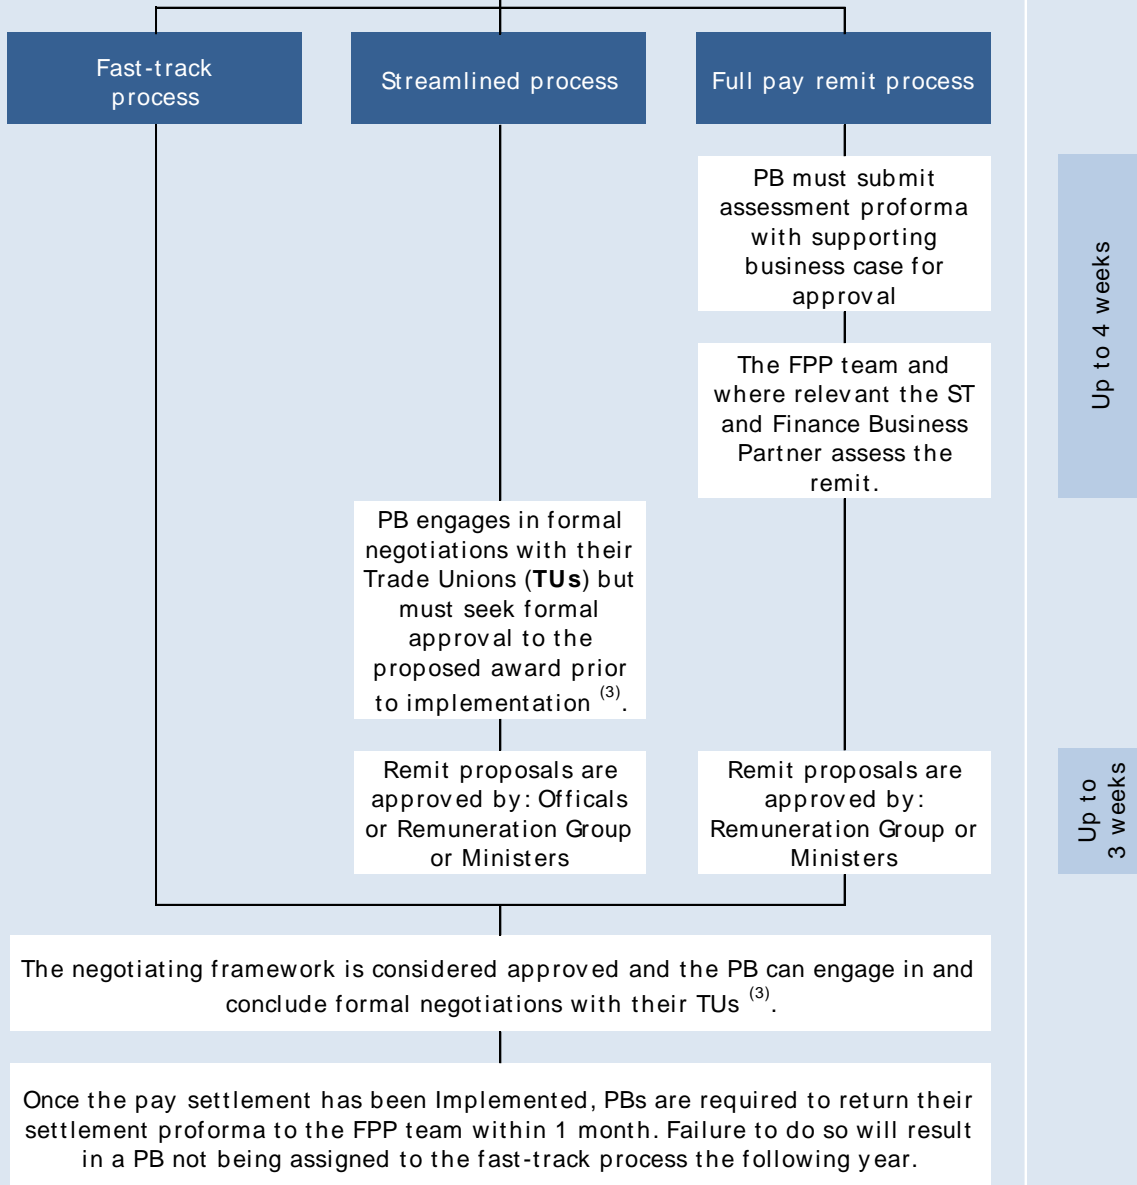 Fast-track
process
Streamlined process
Full pay remit process
PB must submit
assessment proforma
with supporting
business case for
approval
Up to 4 weeks
The FPP team and
where relevant the ST
and Finance Business
Partner assess the
remit.
PB engages in formal
negotiations with their
Trade Unions (TUs) but
must seek formal
approval to the
proposed award prior
to implementation (3).
Remit proposals are
approved by: Officals
or Remuneration Group
or Ministers
Remit proposals are
approved by:
Remuneration Group or
Ministers
Up to
3 weeks
The negotiating framework is considered approved and the PB can engage in and
conclude formal negotiations with their TUs (3).
Once the pay settlement has been Implemented, PBs are required to return their
settlement proforma to the FPP team within 1 month. Failure to do so will result
in a PB not being assigned to the fast-track process the following year.